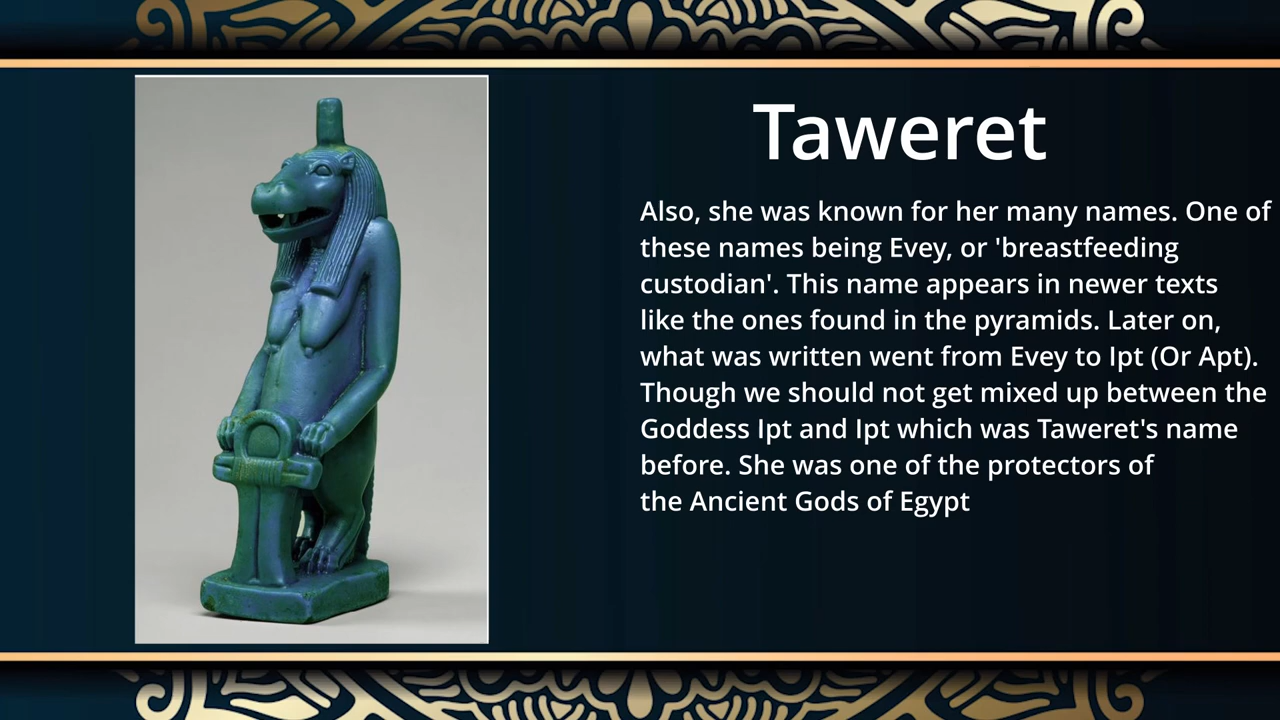 Taweret
Also, she was known for her many names. One of
these names being Evey, or 'breastfeeding
custodian'. This name appears in newer texts
like the ones found in the pyramids. Later on,
what was written went from Evey to Ipt (Or Apt).
Though we should not get mixed up between the
Goddess Ipt and Ipt which was Taweret's name
before. She was one of the protectors of
the Ancient Gods of Egypt